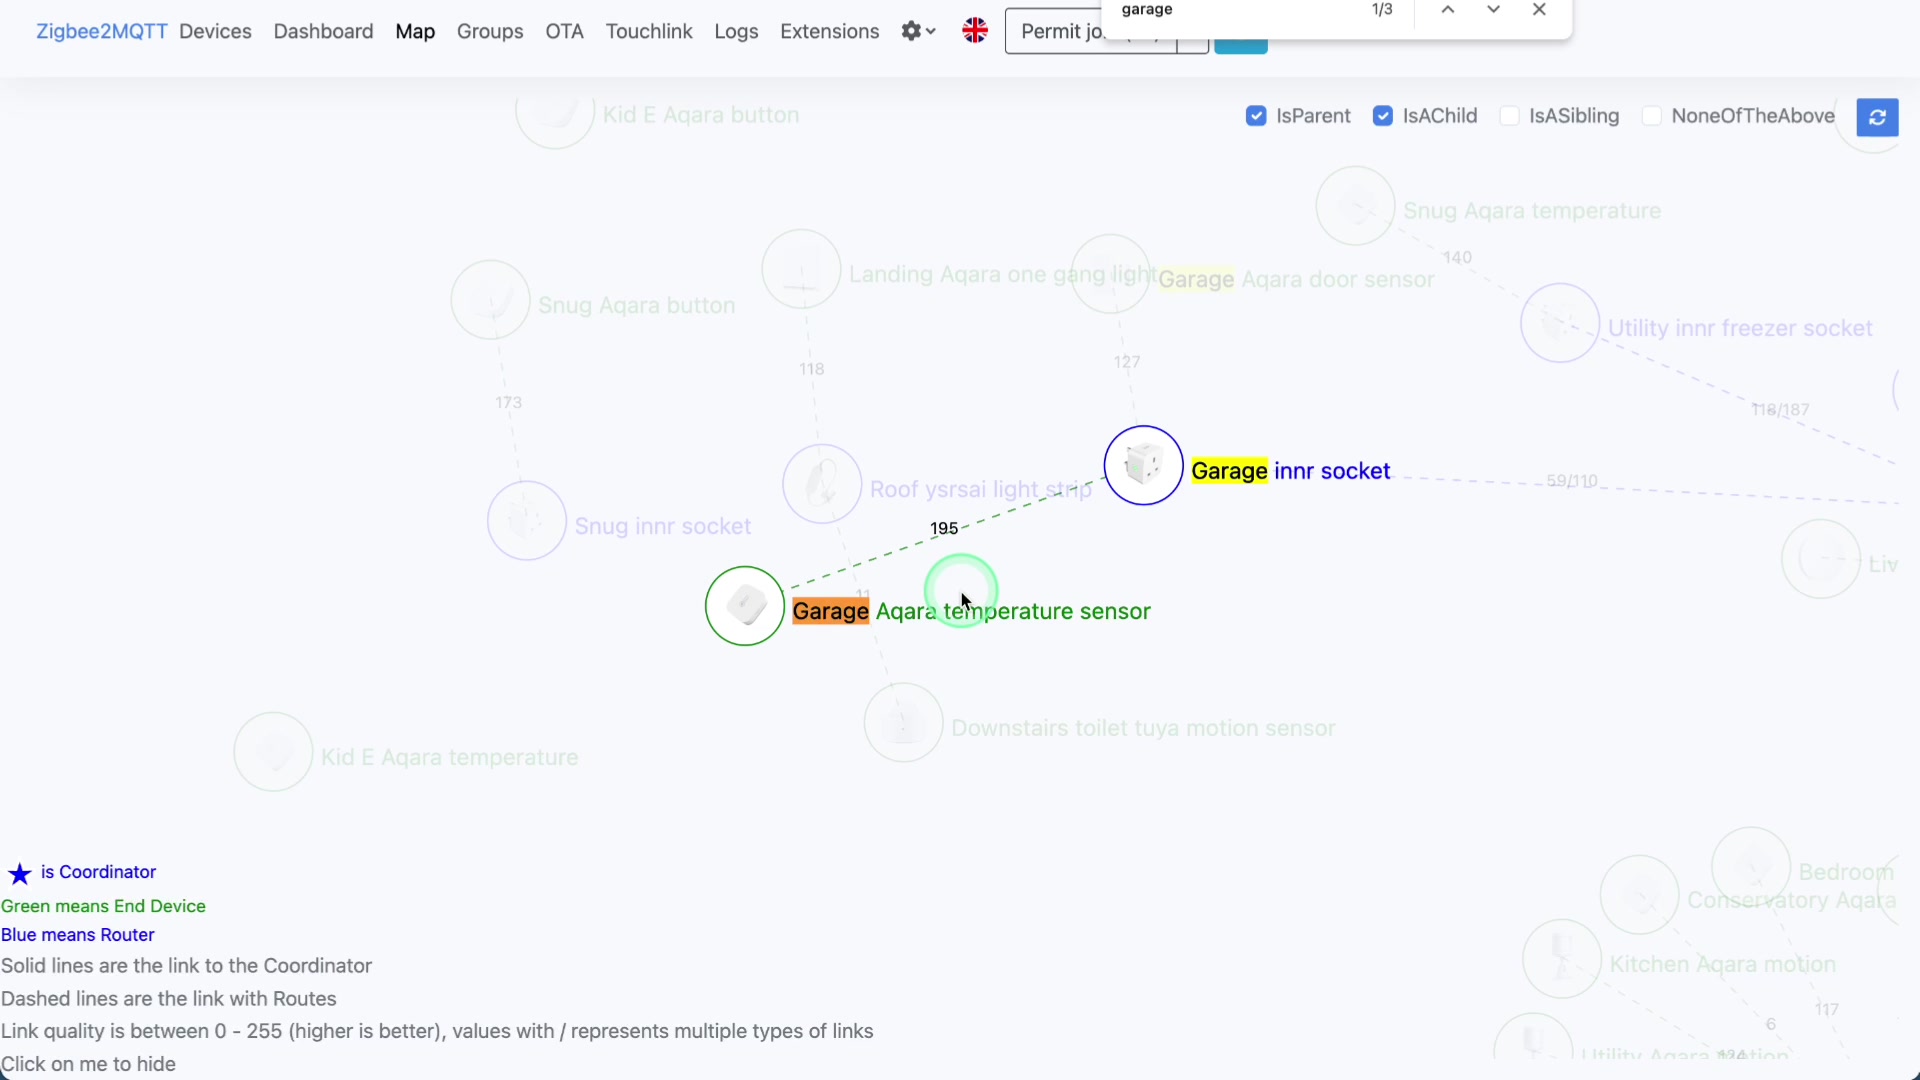 garage 1/3
Zigbee2MQTT Devices Dashboard Map Groups OTA Touchlink Logs Extensions Permit jo
Kid E Aqara button
IsParent IsAChild IsASibling NoneOfTheAbove
Snug Aqara temperature
140
Landing Aqara one gang light
Garage Aqara door sensor
Snug Aqara button
Utility innr freezer socket
127
118
173
118/187
Garage innr socket
59/110
Roof ysrsai light strip
Snug innr socket
195
Liv
11
Garage Aqara temperature sensor
Downstairs toilet tuya motion sensor
Kid E Aqara temperature
is Coordinator
Bedroom
Conservatory Aqara
Green means End Device
Blue means Router
Kitchen Aqara motion
Solid lines are the link to the Coordinator
Dashed lines are the link with Routes
117
6
Link quality is between 0 - 255 (higher is better), values with / represents multiple types of links
Utility Aqara motion
124
Click on me to hide